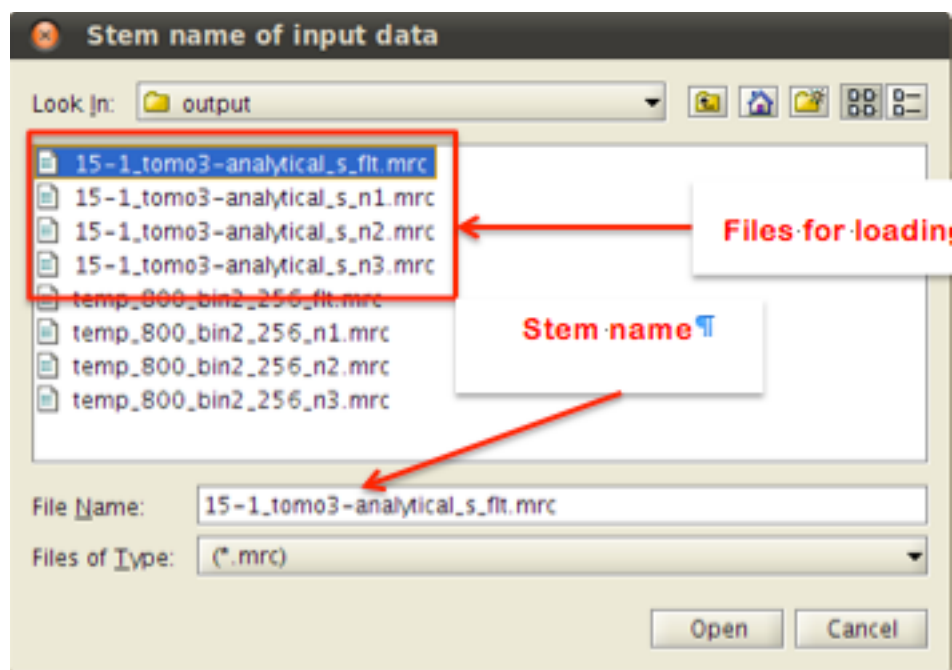 Stem name of input data
Look In: output
15-1_tomo3-analytical_s_flt.mrc
15-1_tomo3-analytical_s_n1.mrc
15-1_tomo3-analytical_s_n2.mrc
15-1_tomo3-analytical_s_n3.mrc
temp_800_bin2_256_flt.mrc
temp_800_bin2_256_n1.mrc
temp_800_bin2_256_n2.mrc
temp_800_bin2_256_n3.mrc
Files·for·loading
Stem·name¶
File Name: 15-1_tomo3-analytical_s_flt.mrc
Files of Type: (*.mrc)
Open Cancel